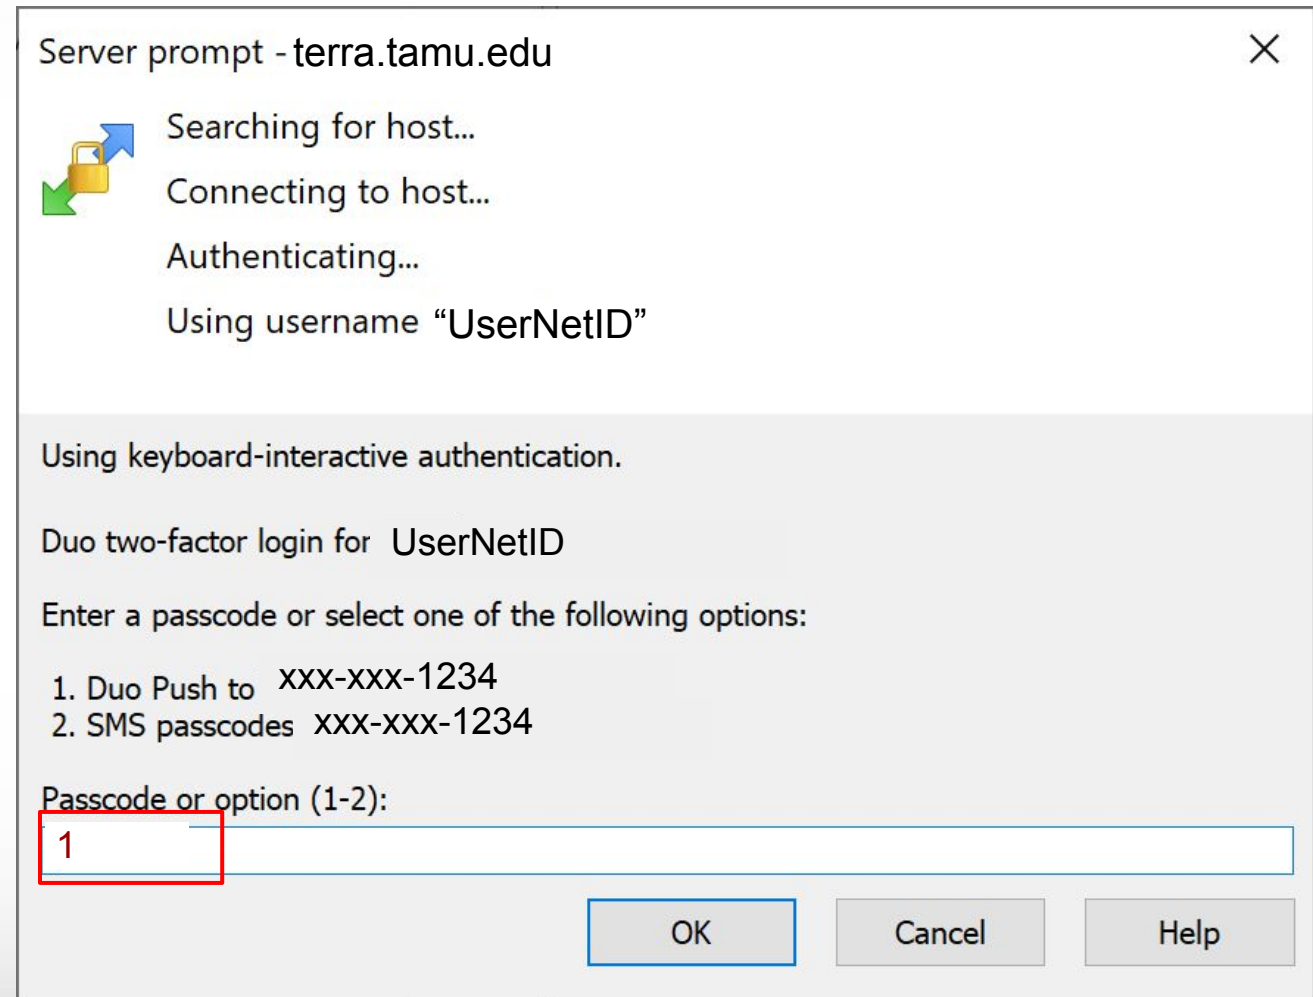 Server prompt - terra.tamu.edu
Searching for host...
Connecting to host...
Authenticating...
Using username “UserNetID”
Using keyboard-interactive authentication.
Duo two-factor login for UserNetID
Enter a passcode or select one of the following options:
1. Duo Push to xxx-xxx-1234
2. SMS passcodes xxx-xxx-1234
Passcode or option (1-2):
1
OK Cancel Help